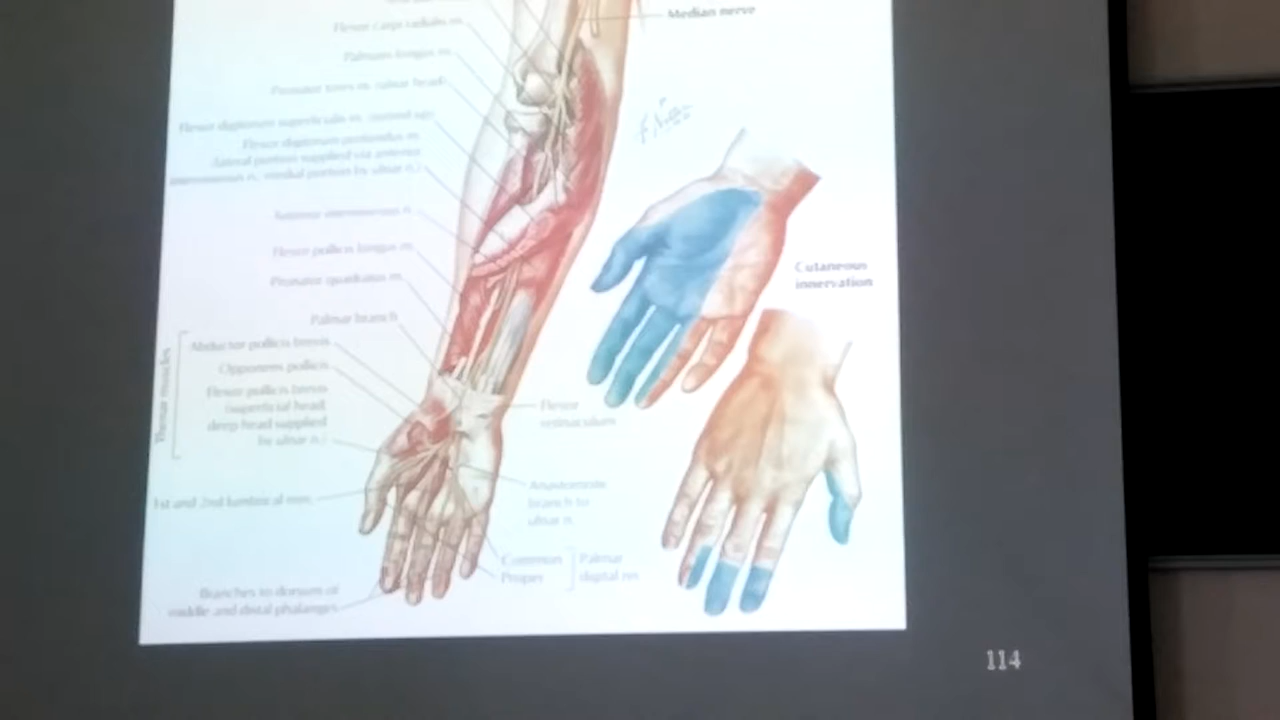 Median nerve
Flexor carpi radialis m.
Palmaris longus m.
Pronator teres m. (ulnar head)
Flexor digitorum superficialis m.
Flexor digitorum profundus m.
(lateral portion supplied via anterior
interosseous n.; medial portion by ulnar n.)
Anterior interosseous n.
Flexor pollicis longus m.
Pronator quadratus m.
Palmar branch
Thenar muscles
Abductor pollicis brevis
Opponens pollicis
Flexor pollicis brevis
(superficial head;
deep head supplied
by ulnar n.)
1st and 2nd lumbrical mm.
Branches to dorsum of
middle and distal phalanges
Flexor
retinaculum
Anastomotic
branch to
ulnar n.
Common
Proper
Palmar
digital nn.
Cutaneous
innervation
114